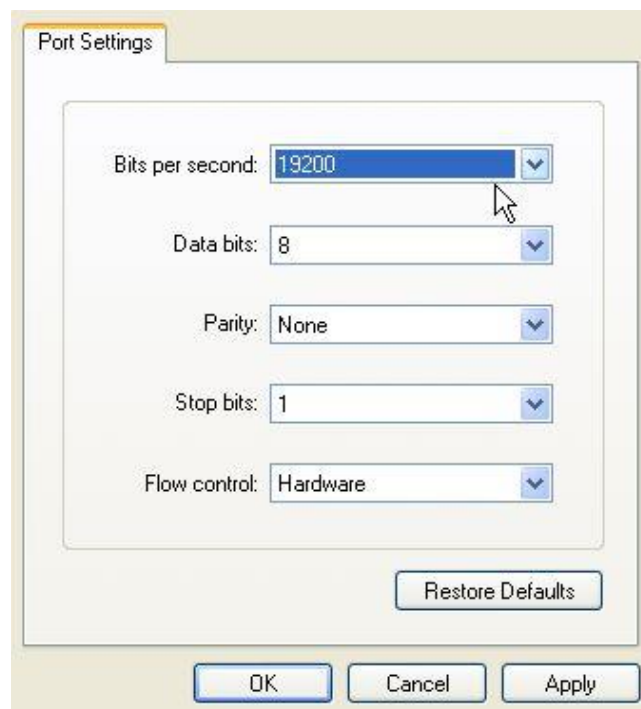 Port Settings
Bits per second: 19200
Data bits: 8
Parity: None
Stop bits: 1
Flow control: Hardware
Restore Defaults
OK Cancel Apply